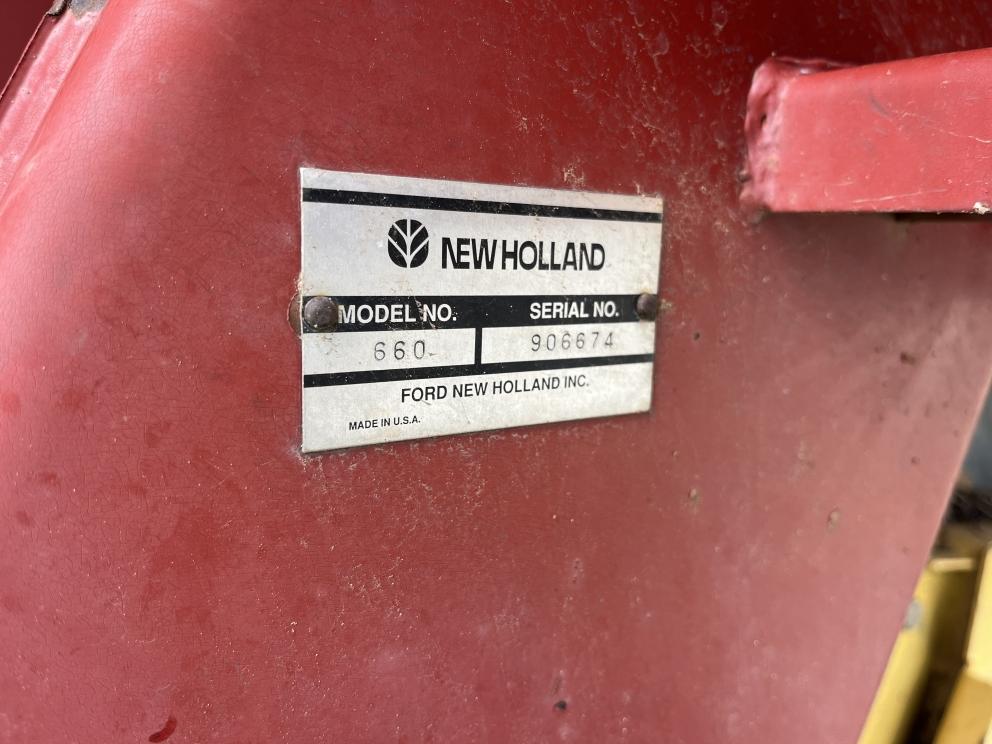 NEW HOLLAND
MODEL NO. SERIAL NO.
660 906674
FORD NEW HOLLAND INC.
MADE IN U.S.A.